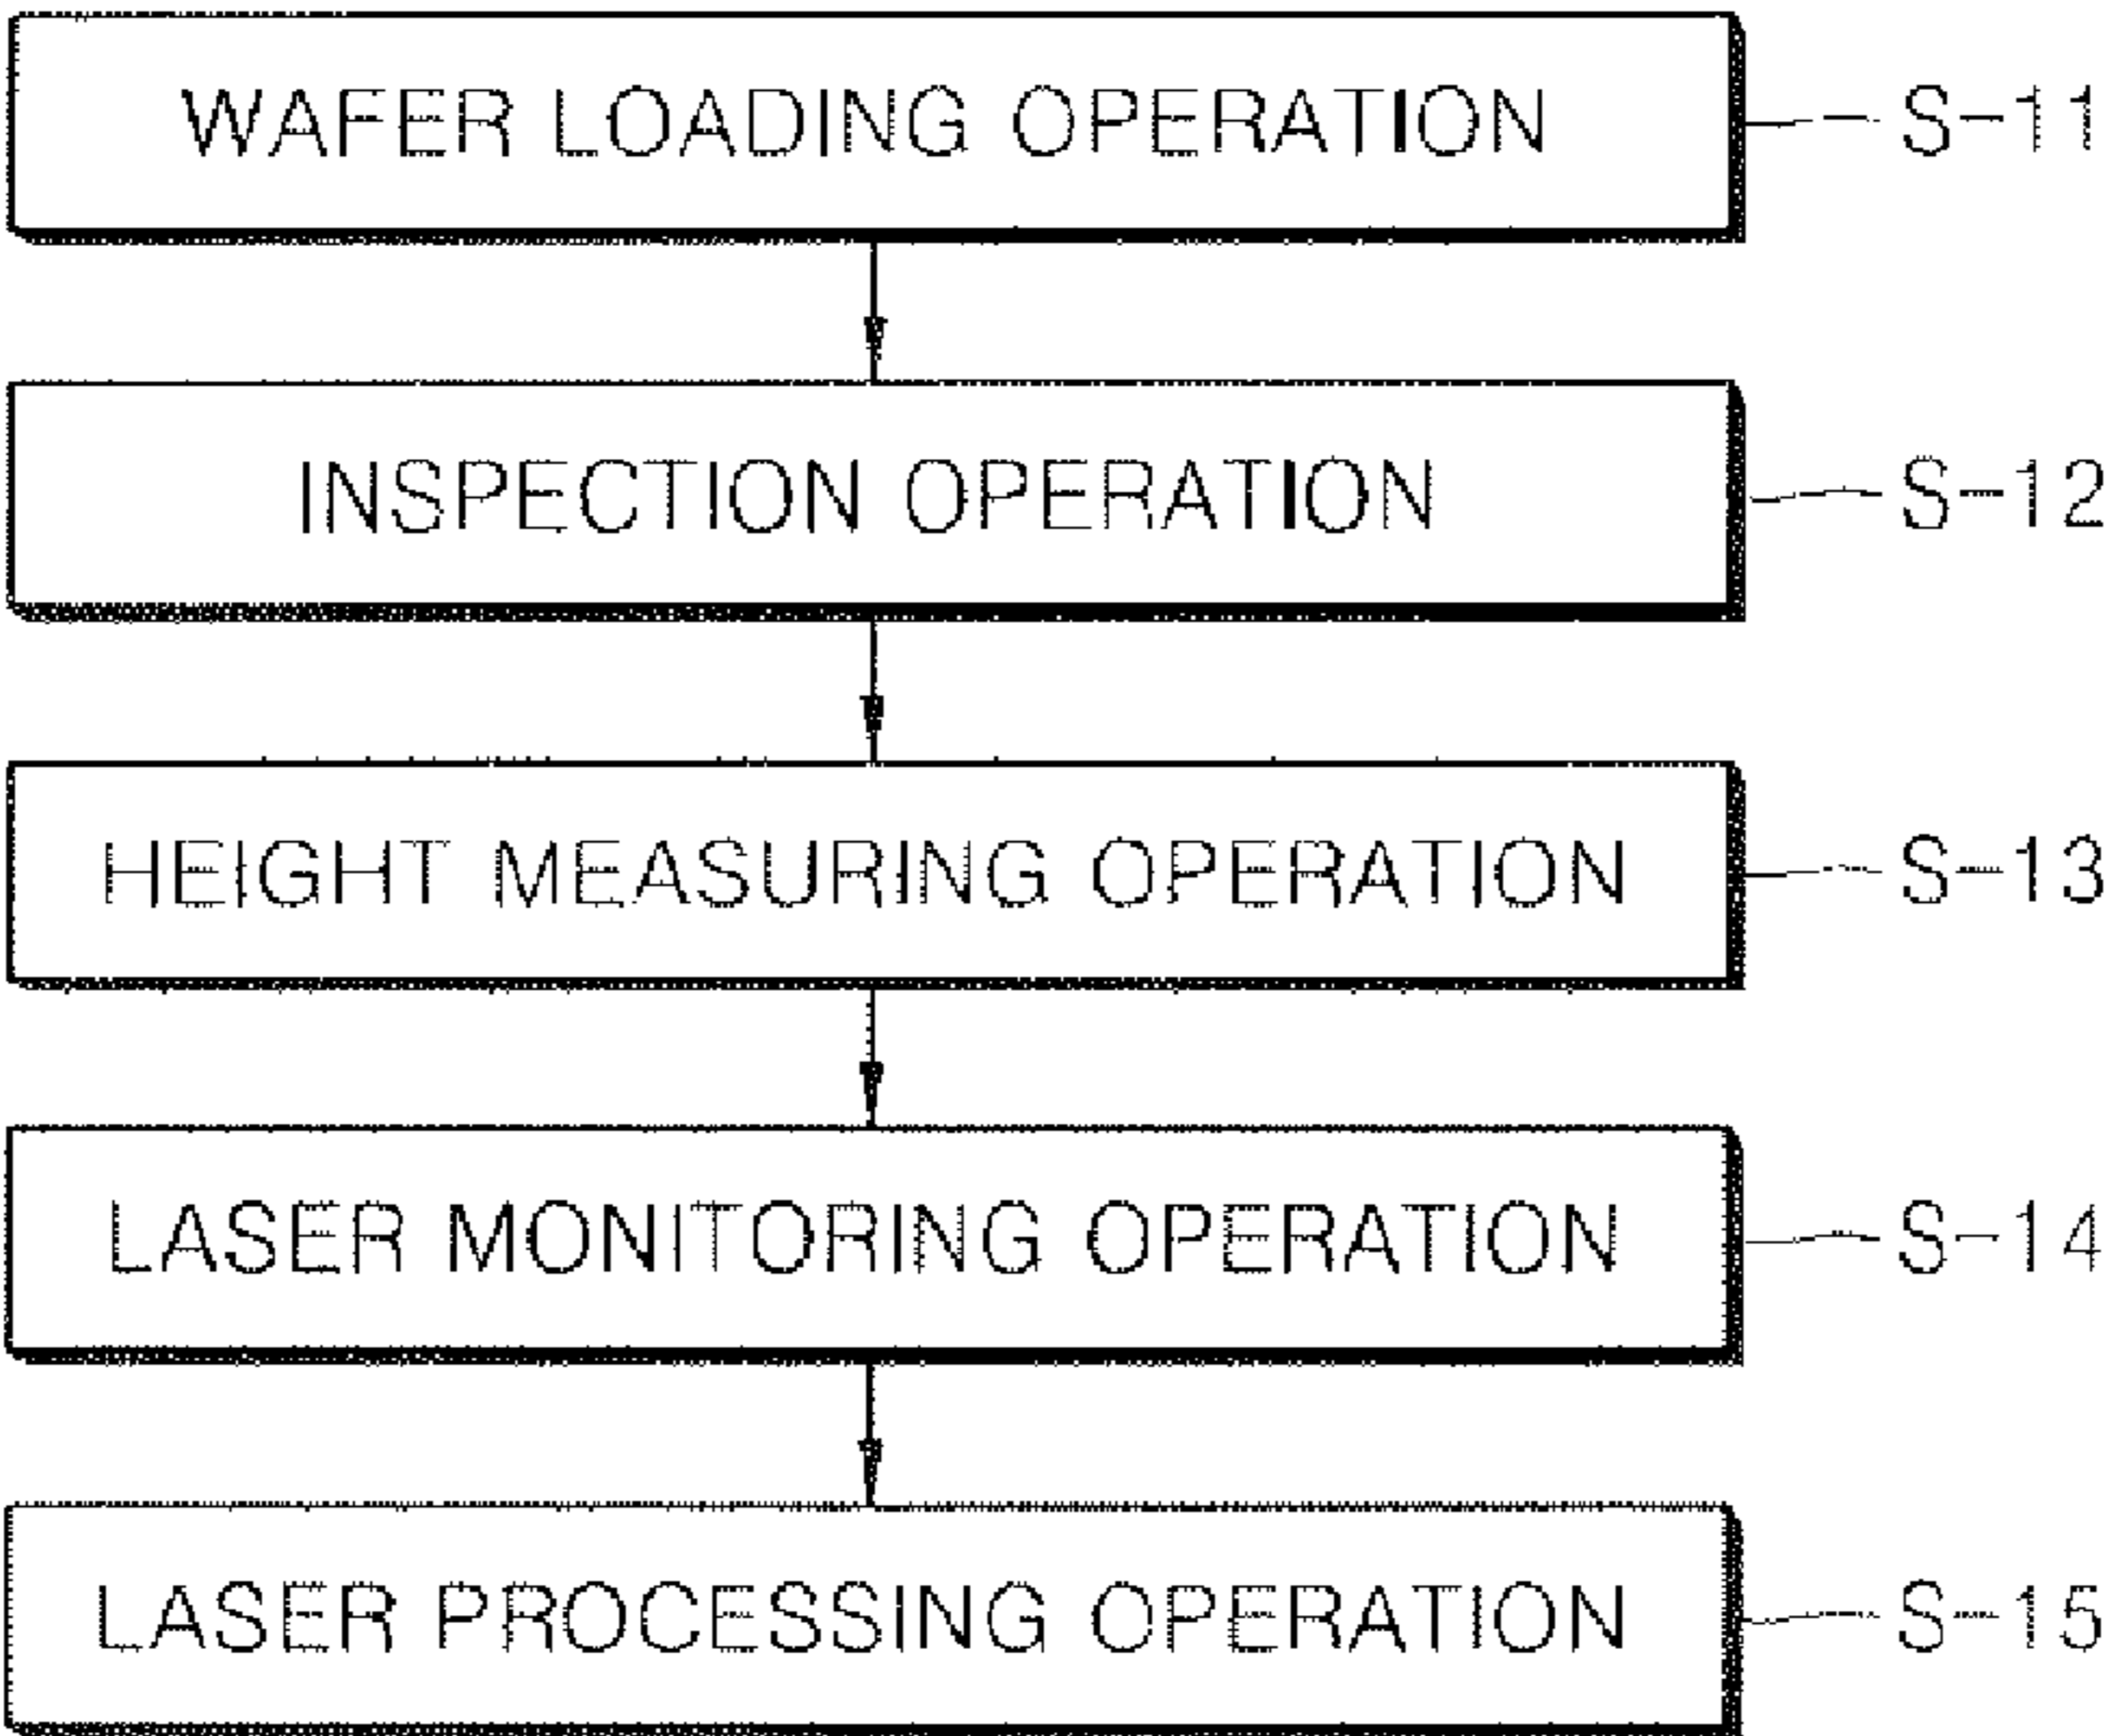 WAFER LOADING OPERATION S-11
INSPECTION OPERATION S-12
HEIGHT MEASURING OPERATION S-13
LASER MONITORING OPERATION S-14
LASER PROCESSING OPERATION S-15